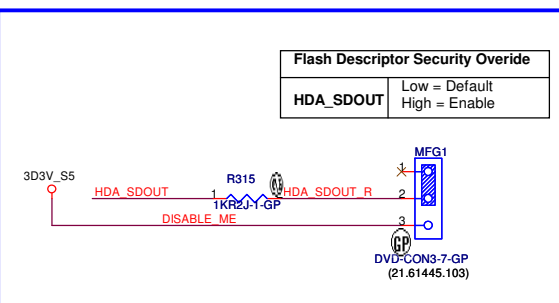 Flash Descriptor Security Overide
HDA_SDOUT
Low = Default
High = Enable
MFG1
3D3V_S5
R315
1
HDA_SDOUT
1
HDA_SDOUT_R
2
1KR2J-1-GP
DISABLE_ME
3
GP
DVD-CON3-7-GP
(21.61445.103)